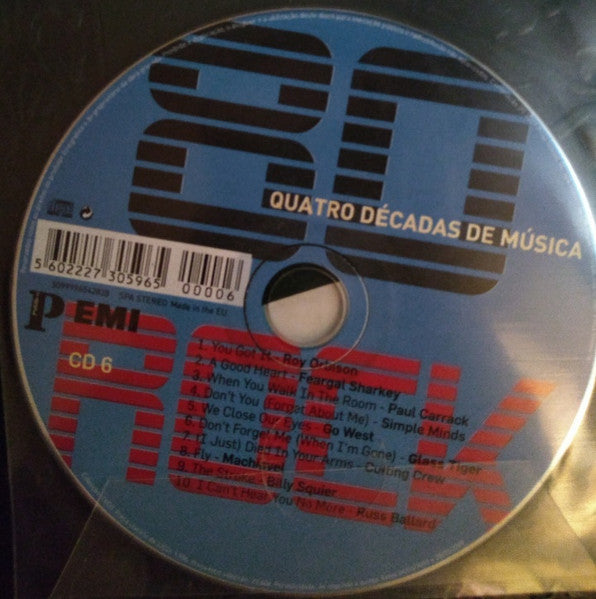 80
QUATRO DÉCADAS DE MÚSICA
5 602227 305965
00006
SPA STEREO Made in the EU
P EMI
CD 6
ROCK
1. You Got It - Roy Orbison
2. A Good Heart - Feargal Sharkey
3. When You Walk In The Room - Paul Carrack
4. Don't You (Forget About Me) - Simple Minds
5. We Close Our Eyes - Go West
6. Don't Forget Me (When I'm Gone) - Glass Tiger
7. (I Just) Died In Your Arms - Cutting Crew
8. Fly - Machiavel
9. The Stroke - Billy Squier
10. I Can't Hear You No More - Russ Ballard